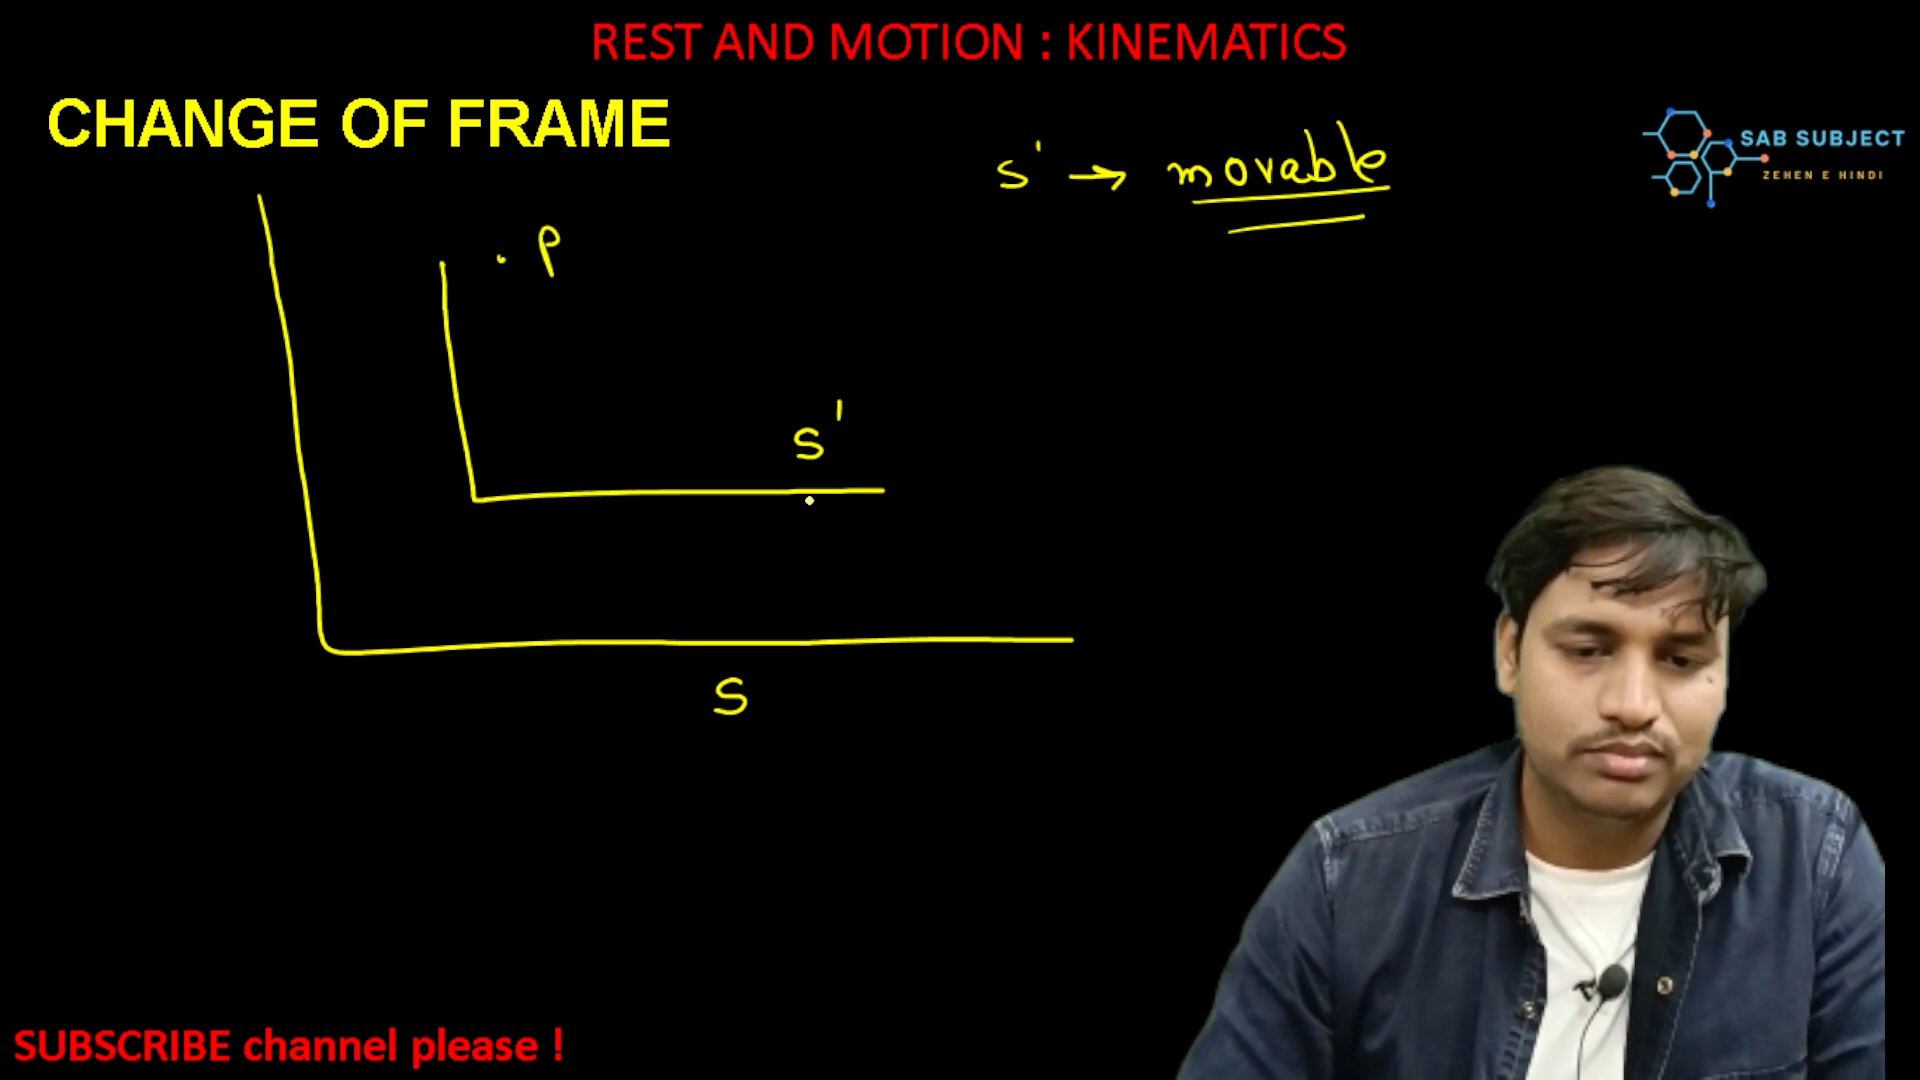 REST AND MOTION : KINEMATICS
CHANGE OF FRAME
S' → movable
SAB SUBJECT
ZEHEN E HINDI
. P
S'
S
SUBSCRIBE channel please !